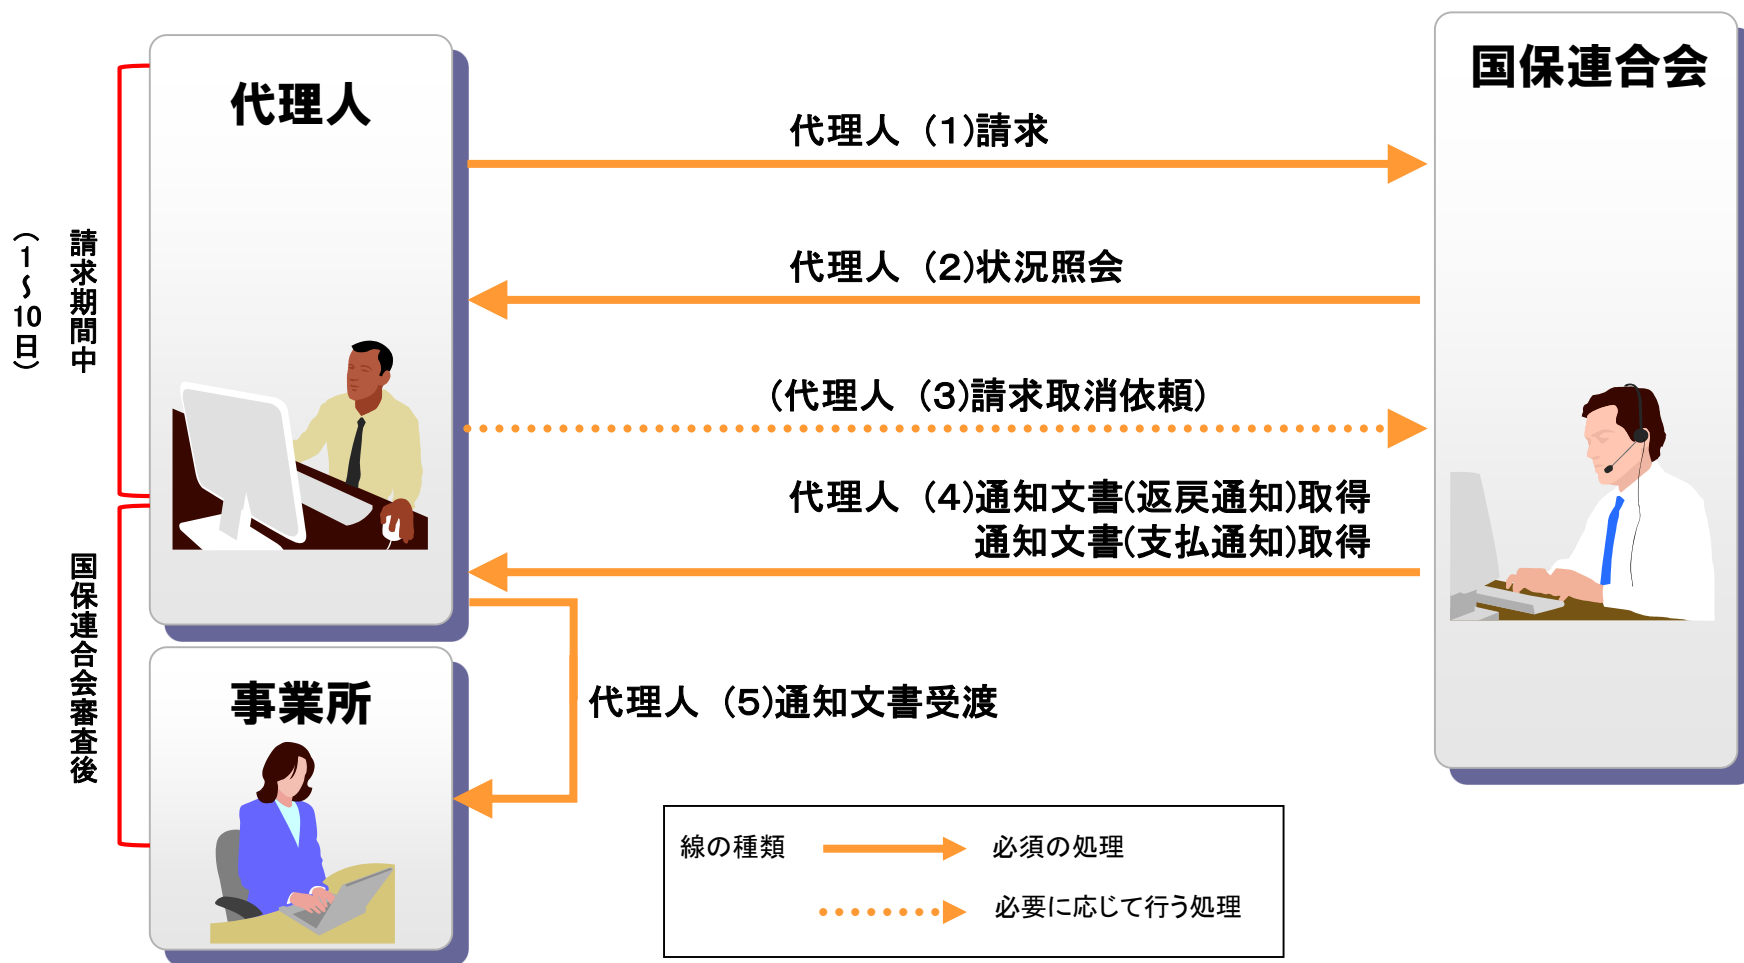 代理人
国保連合会
代理人 (1)請求
代理人 (2)状況照会
(代理人 (3)請求取消依頼)
代理人 (4)通知文書(返戻通知)取得
通知文書(支払通知)取得
請求期間中
(1～10日)
国保連合会審査後
事業所
代理人 (5)通知文書受渡
線の種類
必須の処理
必要に応じて行う処理